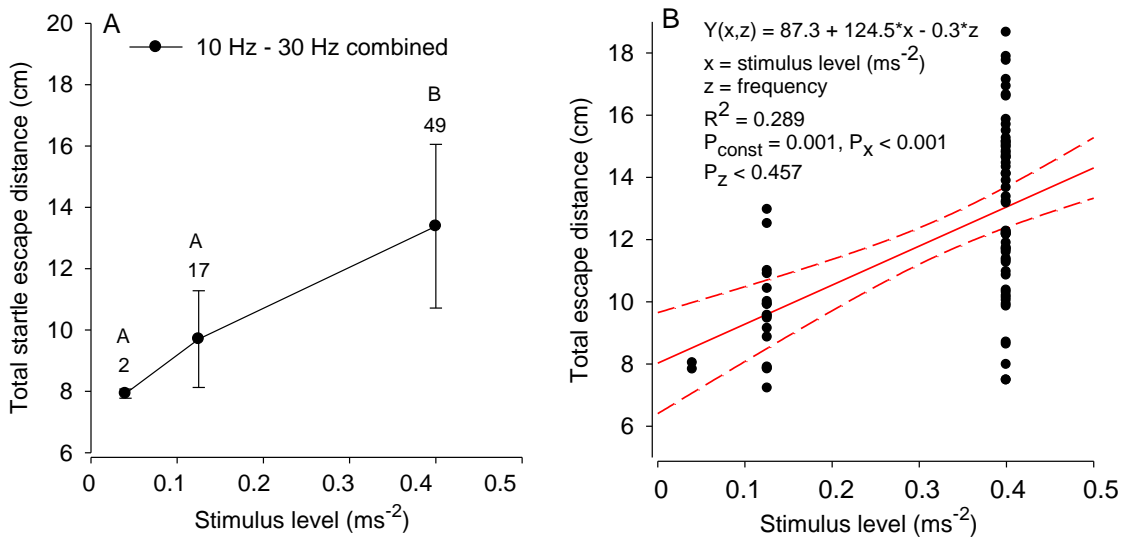 A
10 Hz - 30 Hz combined
Total startle escape distance (cm)
20
18
16
14
12
10
8
6
A
2
A
17
B
49
0 0.1 0.2 0.3 0.4 0.5
Stimulus level (ms-2)
B
Y(x,z) = 87.3 + 124.5*x - 0.3*z
x = stimulus level (ms-2)
z = frequency
R2 = 0.289
Pconst = 0.001, Px < 0.001
Pz < 0.457
Total escape distance (cm)
18
16
14
12
10
8
6
0 0.1 0.2 0.3 0.4 0.5
Stimulus level (ms-2)